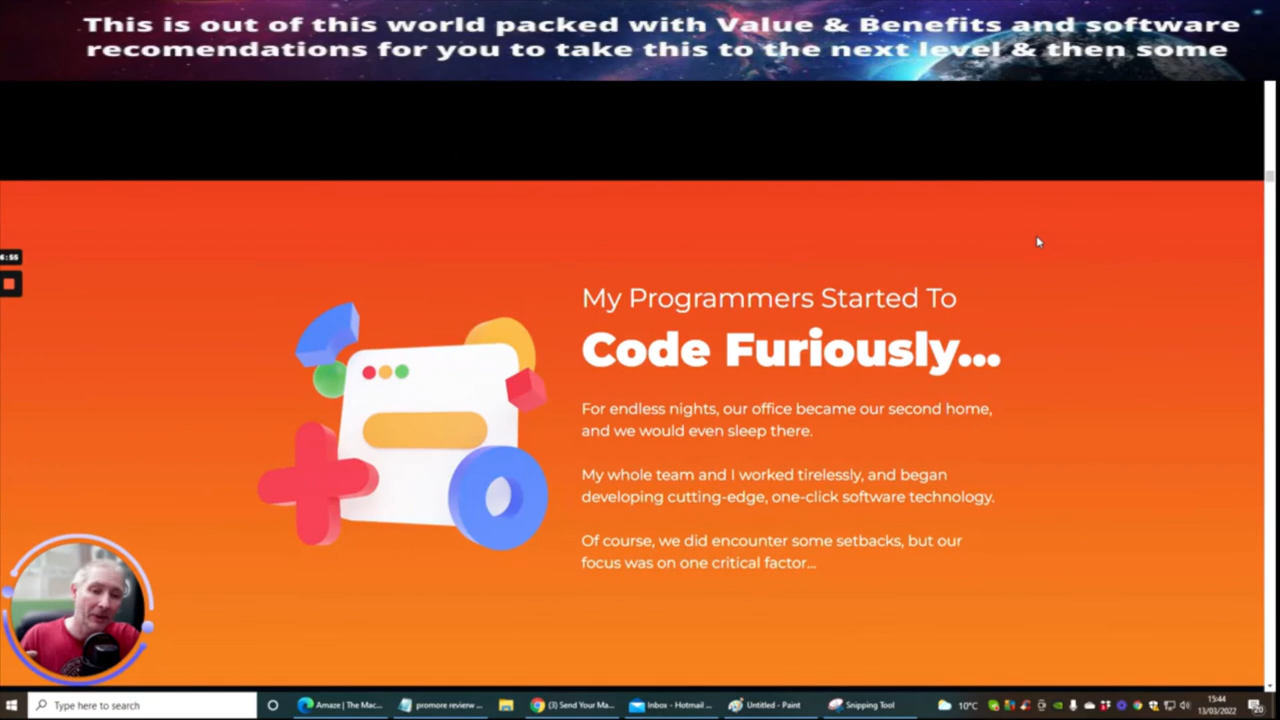 This is out of this world packed with Value & Benefits and software
recomendations for you to take this to the next level & then some
6:55
My Programmers Started To
Code Furiously...
For endless nights, our office became our second home,
and we would even sleep there.
My whole team and I worked tirelessly, and began
developing cutting-edge, one-click software technology.
Of course, we did encounter some setbacks, but our
focus was on one critical factor...
Type here to search
Amaze | The Mac...
promore revierw ...
(3) Send Your Ma...
Inbox - Hotmail ...
Untitled - Paint
Snipping Tool
10°C
15:44
13/03/2022
20